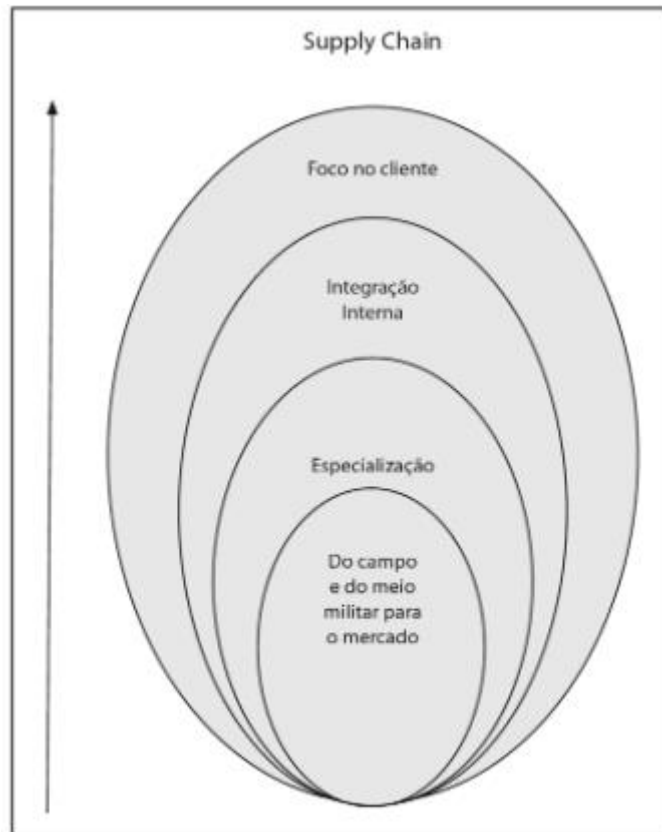 Supply Chain
Foco no cliente
Integração
Interna
Especialização
Do campo
e do meio
militar para
o mercado